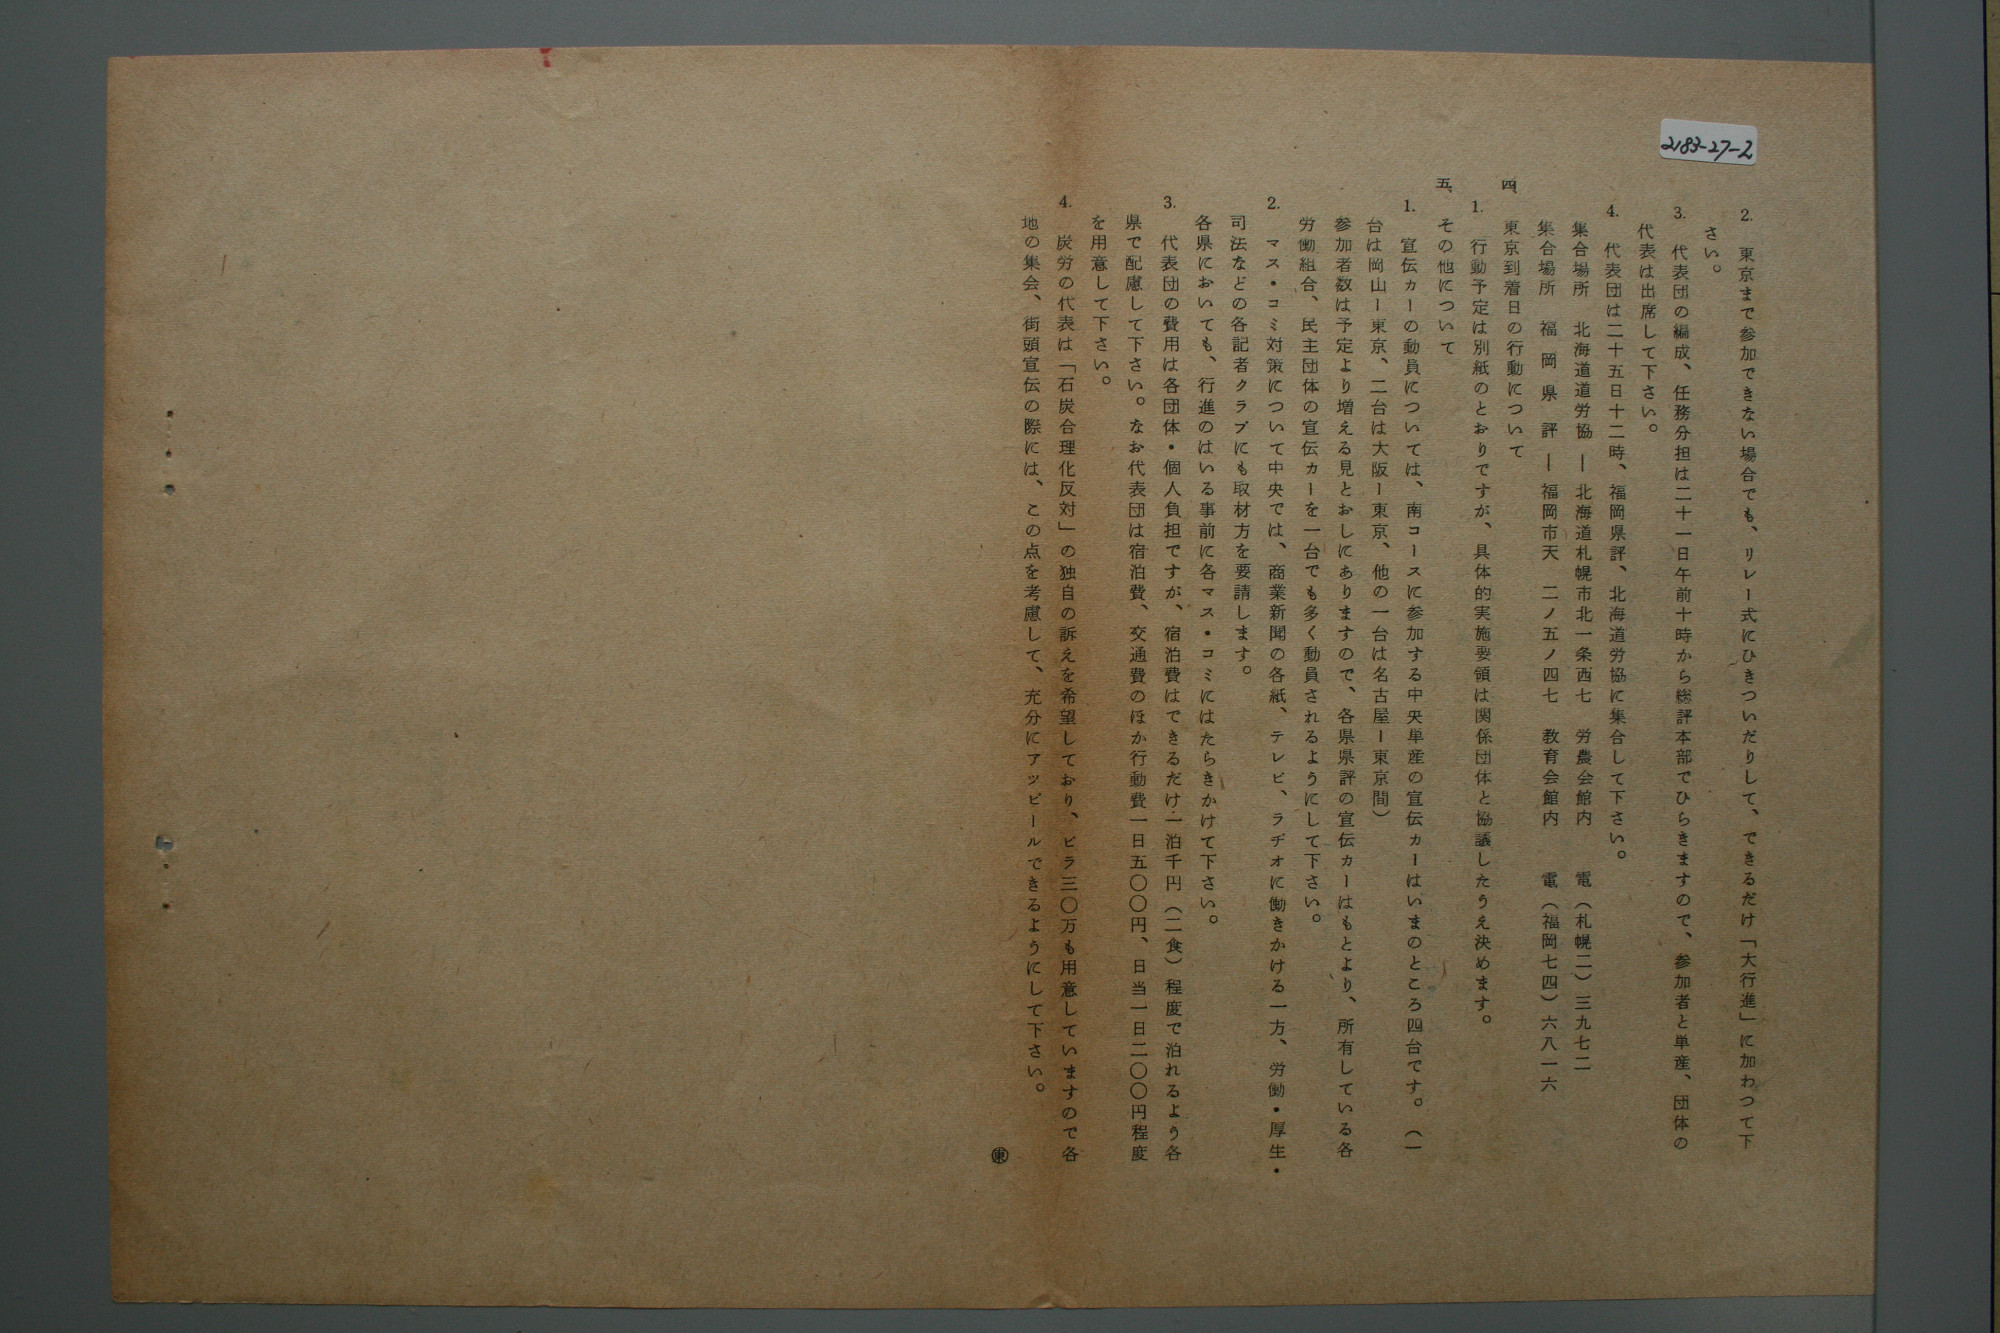 2183-27-2
2. 東京まで参加できない場合でも、リレー式にひきついだりして、できるだけ「大行進」に加わつて下
さい。
3. 代表団の編成、任務分担は二十一日午前十時から総評本部でひらきますので、参加者と単産、団体の
代表は出席して下さい。
4. 代表団は二十五日十二時、福岡県評、北海道労協に集合して下さい。
集合場所 北海道道労協 ― 北海道札幌市北一条西七 労農会館内 電(札幌二)三九七二
集合場所 福岡県評 ― 福岡市天 二ノ五ノ四七 教育会館内 電(福岡七四)六八一六
四、東京到着日の行動について
1. 行動予定は別紙のとおりですが、具体的実施要領は関係団体と協議したうえ決めます。
五、その他について
1. 宣伝カーの動員については、南コースに参加する中央単産の宣伝カーはいまのところ四台です。(一
台は岡山ー東京、二台は大阪ー東京、他の一台は名古屋ー東京間)
参加者数は予定より増える見とおしにありますので、各県県評の宣伝カーはもとより、所有している各
労働組合、民主団体の宣伝カーを一台でも多く動員されるようにして下さい。
2. マス・コミ対策について中央では、商業新聞の各紙、テレビ、ラヂオに働きかける一方、労働・厚生・
司法などの各記者クラブにも取材方を要請します。
各県においても、行進のはいる事前に各マス・コミにはたらきかけて下さい。
3. 代表団の費用は各団体・個人負担ですが、宿泊費はできるだけ一泊千円(二食)程度で泊れるよう各
県で配慮して下さい。なお代表団は宿泊費、交通費のほか行動費一日五〇〇円、日当一日二〇〇円程度
を用意して下さい。
4. 炭労の代表は「石炭合理化反対」の独自の訴えを希望しており、ビラ三〇万も用意していますので各
地の集会、街頭宣伝の際には、この点を考慮して、充分にアツピールできるようにして下さい。
㊞東